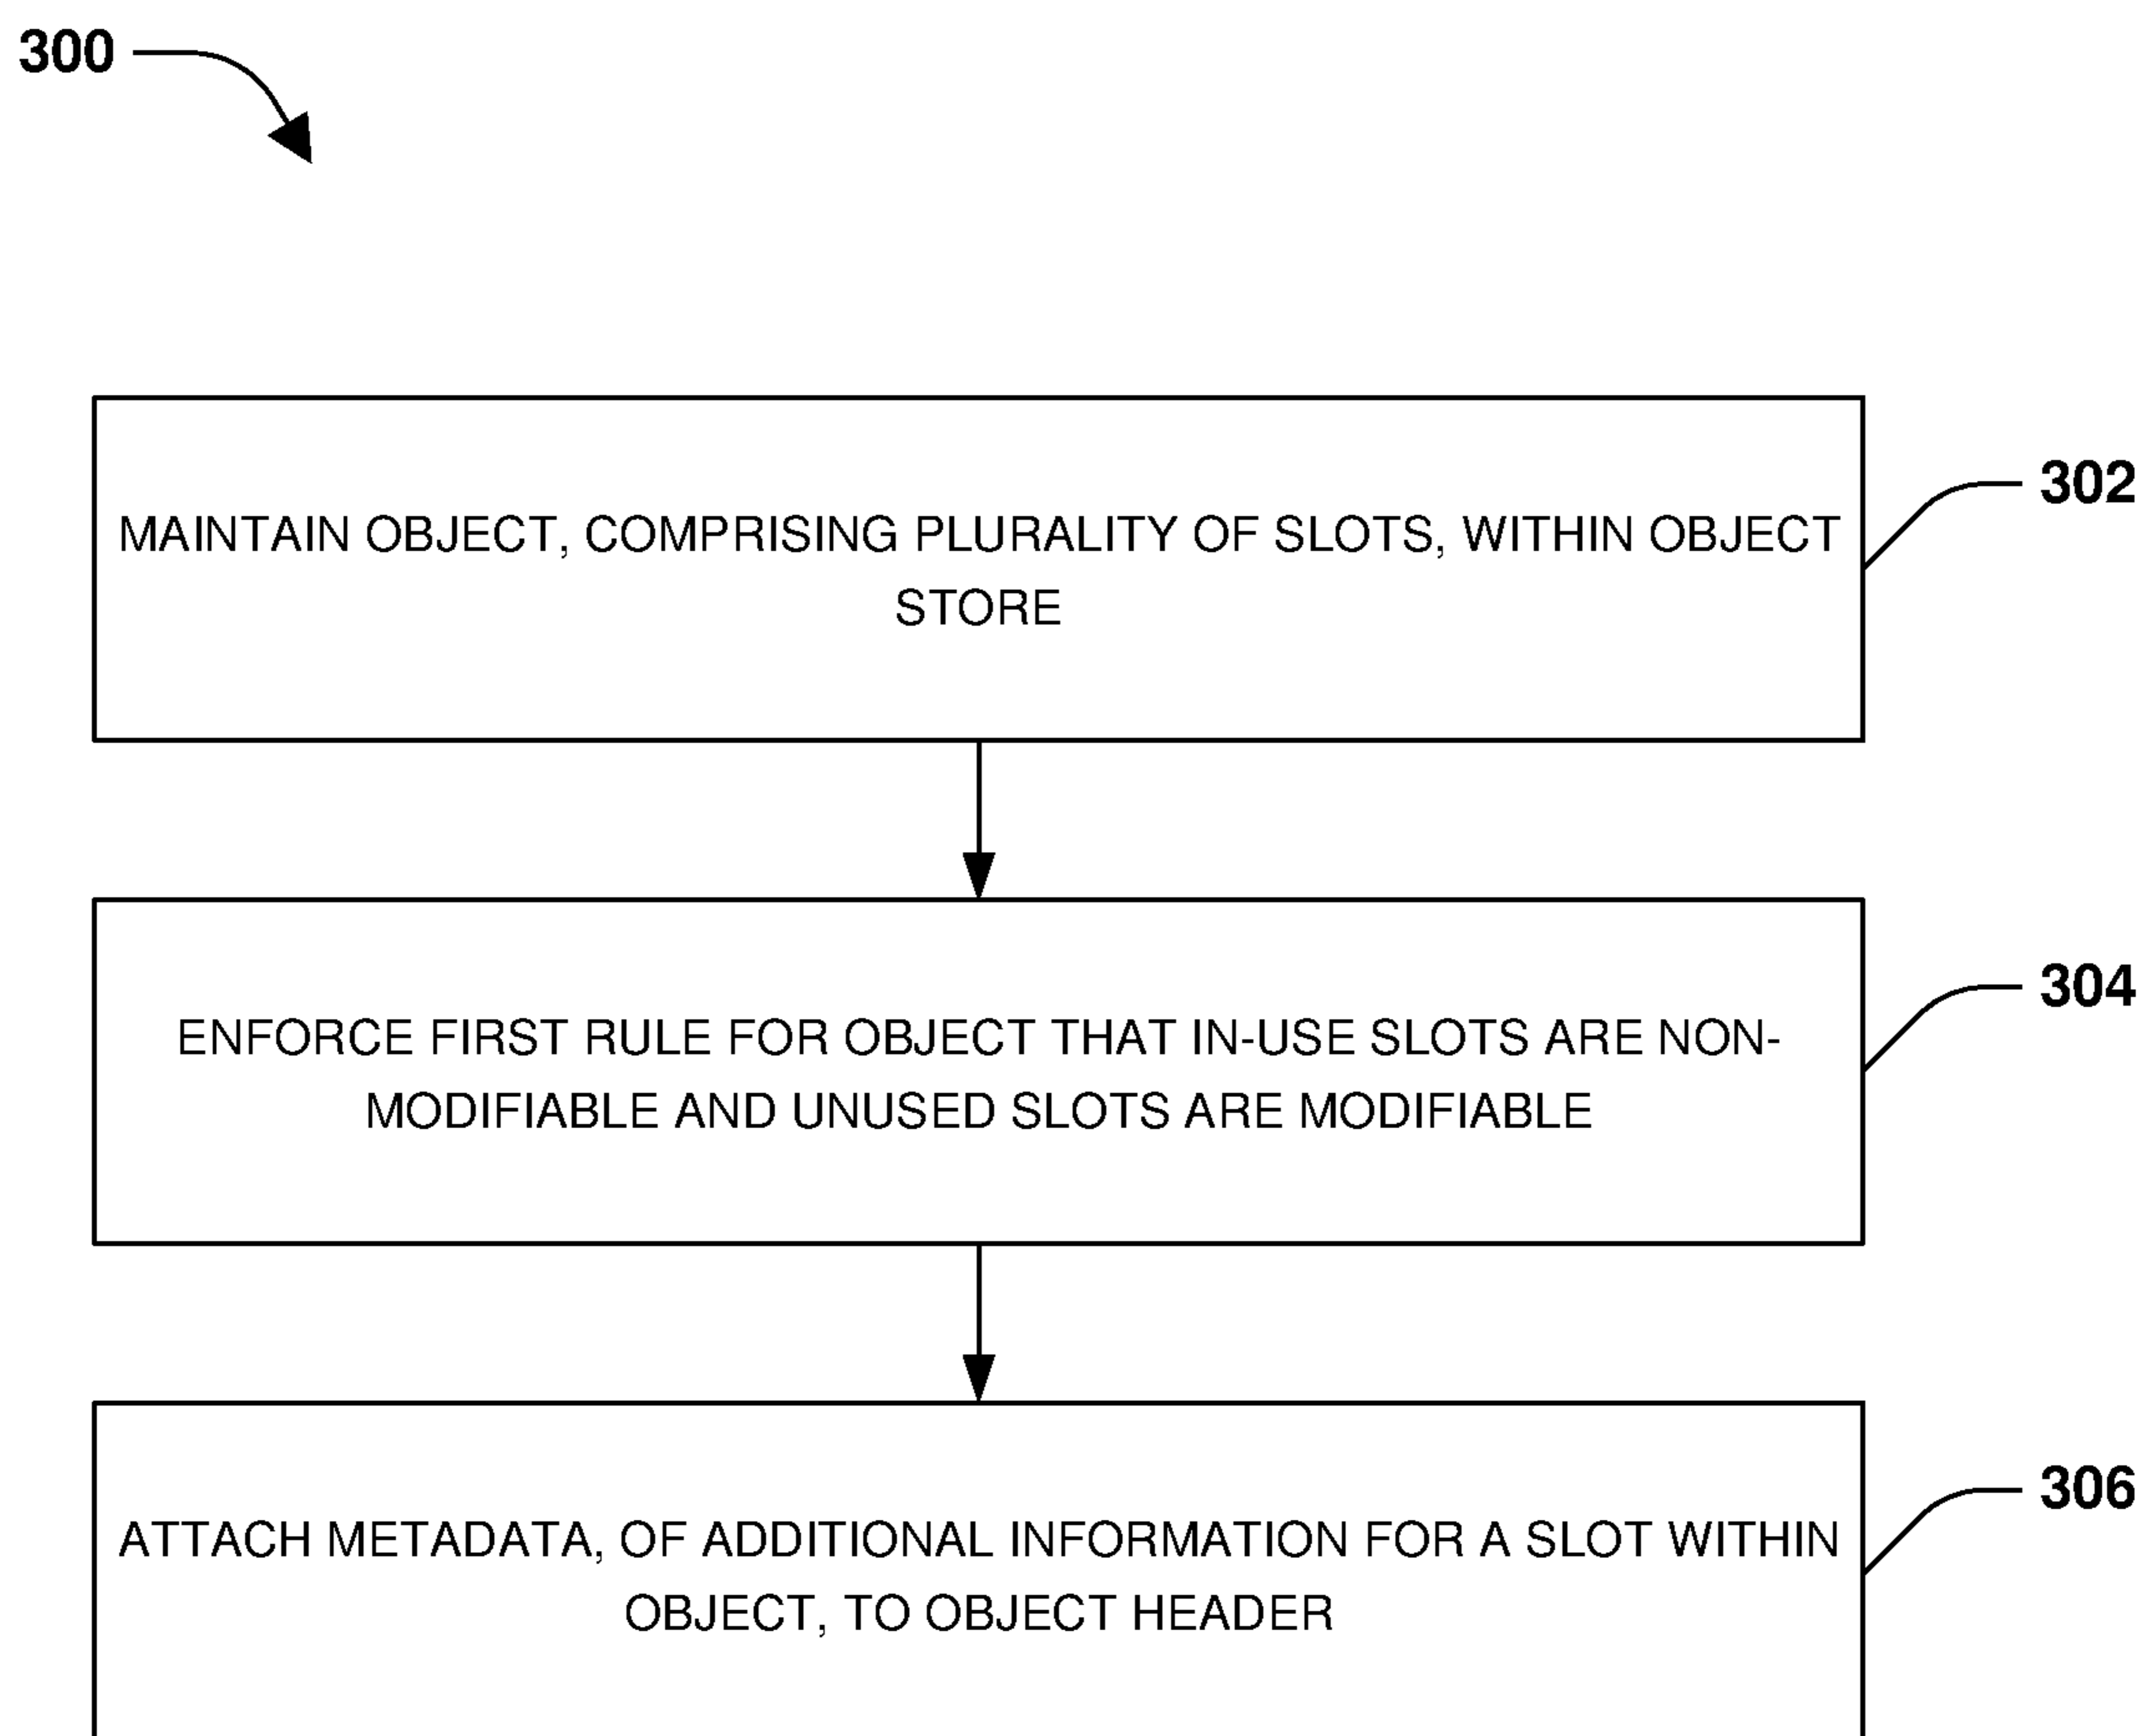 300
302
MAINTAIN OBJECT, COMPRISING PLURALITY OF SLOTS, WITHIN OBJECT
STORE
304
ENFORCE FIRST RULE FOR OBJECT THAT IN-USE SLOTS ARE NON-
MODIFIABLE AND UNUSED SLOTS ARE MODIFIABLE
306
ATTACH METADATA, OF ADDITIONAL INFORMATION FOR A SLOT WITHIN
OBJECT, TO OBJECT HEADER